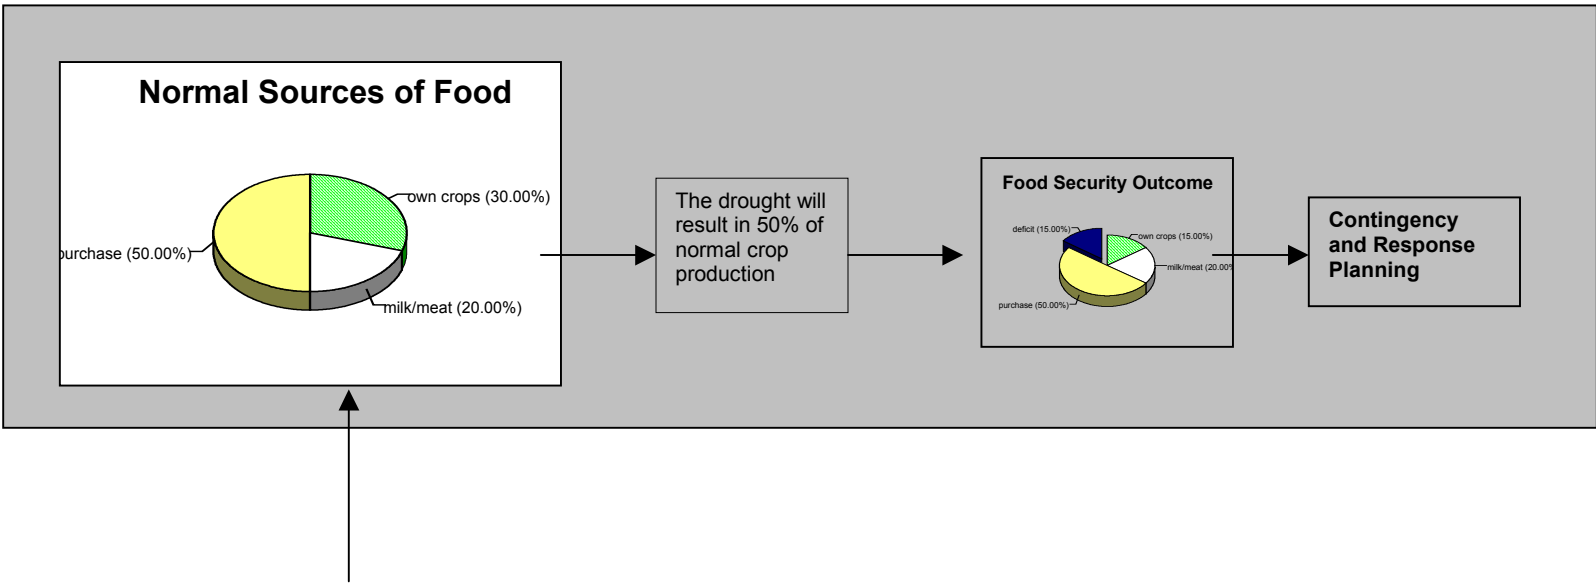 Normal Sources of Food
own crops (30.00%)
purchase (50.00%)
milk/meat (20.00%)
The drought will
result in 50% of
normal crop
production
Food Security Outcome
deficit (15.00%)
own crops (15.00%)
milk/meat (20.00%
purchase (50.00%)
Contingency
and Response
Planning